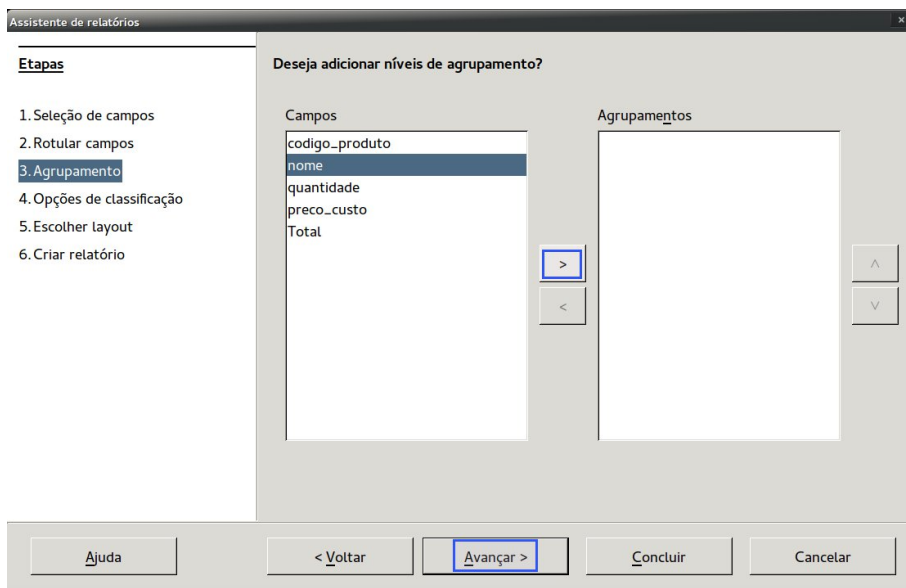 Assistente de relatórios
x
Etapas
1. Seleção de campos
2. Rotular campos
3. Agrupamento
4. Opções de classificação
5. Escolher layout
6. Criar relatório
Deseja adicionar níveis de agrupamento?
Campos
codigo_produto
nome
quantidade
preco_custo
Total
>
<
Agrupamentos
^
v
Ajuda
< Voltar
Avançar >
Concluir
Cancelar